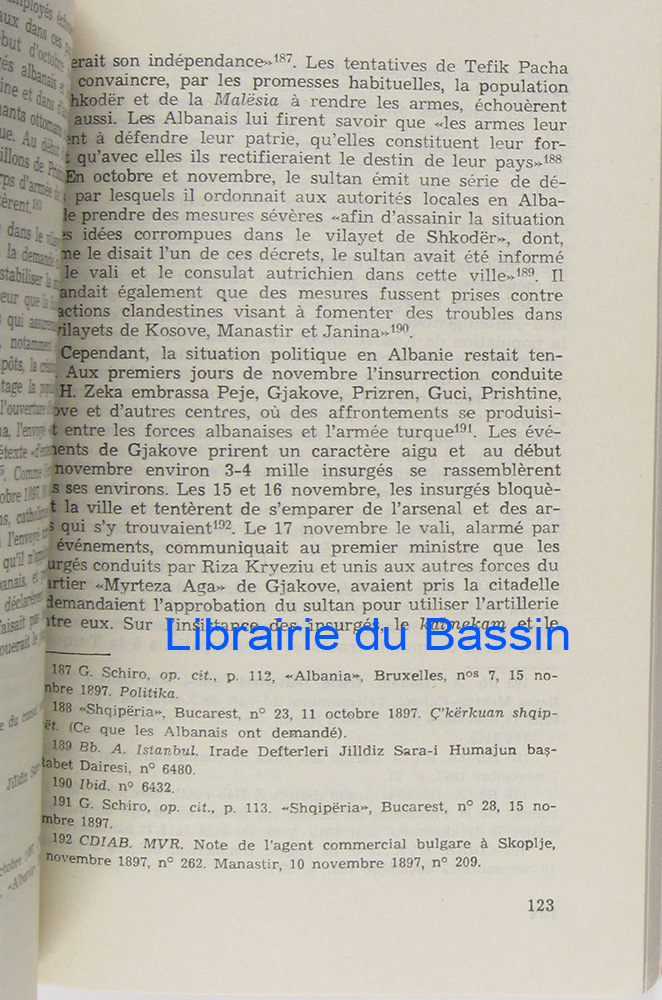 erait son indépendance»¹⁸⁷. Les tentatives de Tefik Pacha
convaincre, par les promesses habituelles, la population
hkodër et de la Malësia à rendre les armes, échouèrent
aussi. Les Albanais lui firent savoir que «les armes leur
nt à défendre leur patrie, qu'elles constituent leur for-
qu'avec elles ils rectifieraient le destin de leur pays»¹⁸⁸
En octobre et novembre, le sultan émit une série de dé-
par lesquels il ordonnait aux autorités locales en Alba-
le prendre des mesures sévères «afin d'assainir la situation
s idées corrompues dans le vilayet de Shkodër», dont,
me le disait l'un de ces décrets, le sultan avait été informé
le vali et le consulat autrichien dans cette ville»¹⁸⁹. Il
andait également que des mesures fussent prises contre
actions clandestines visant à fomenter des troubles dans
vilayets de Kosove, Manastir et Janina»¹⁹⁰.
Cependant, la situation politique en Albanie restait ten-
Aux premiers jours de novembre l'insurrection conduite
H. Zeka embrassa Peje, Gjakove, Prizren, Guci, Prishtine,
ove et d'autres centres, où des affrontements se produisi-
t entre les forces albanaises et l'armée turque¹⁹¹. Les évé-
ents de Gjakove prirent un caractère aigu et au début
novembre environ 3-4 mille insurgés se rassemblèrent
s ses environs. Les 15 et 16 novembre, les insurgés bloquè-
t la ville et tentèrent de s'emparer de l'arsenal et des ar-
s qui s'y trouvaient¹⁹². Le 17 novembre le vali, alarmé par
événements, communiquait au premier ministre que les
urgés conduits par Riza Kryeziu et unis aux autres forces du
artier «Myrteza Aga» de Gjakove, avaient pris la citadelle
demandaient l'approbation du sultan pour utiliser l'artillerie
ntre eux. Sur l'insistance des insurgés, le kaimekam et le
Librairie du Bassin
187 G. Schiro, op. cit., p. 112, «Albania», Bruxelles, nos 7, 15 no-
mbre 1897. Politika.
188 «Shqipëria», Bucarest, n° 23, 11 octobre 1897. Ç'kërkuan shqip-
ët. (Ce que les Albanais ont demandé).
189 Bb. A. Istanbul. Irade Defterleri Jilldiz Sara-i Humajun baş-
tabet Dairesi, n° 6480.
190 Ibid. n° 6432.
191 G. Schiro, op. cit., p. 113. «Shqipëria», Bucarest, n° 28, 15 no-
mbre 1897.
192 CDIAB. MVR. Note de l'agent commercial bulgare à Skoplje,
novembre 1897, n° 262. Manastir, 10 novembre 1897, n° 209.
123